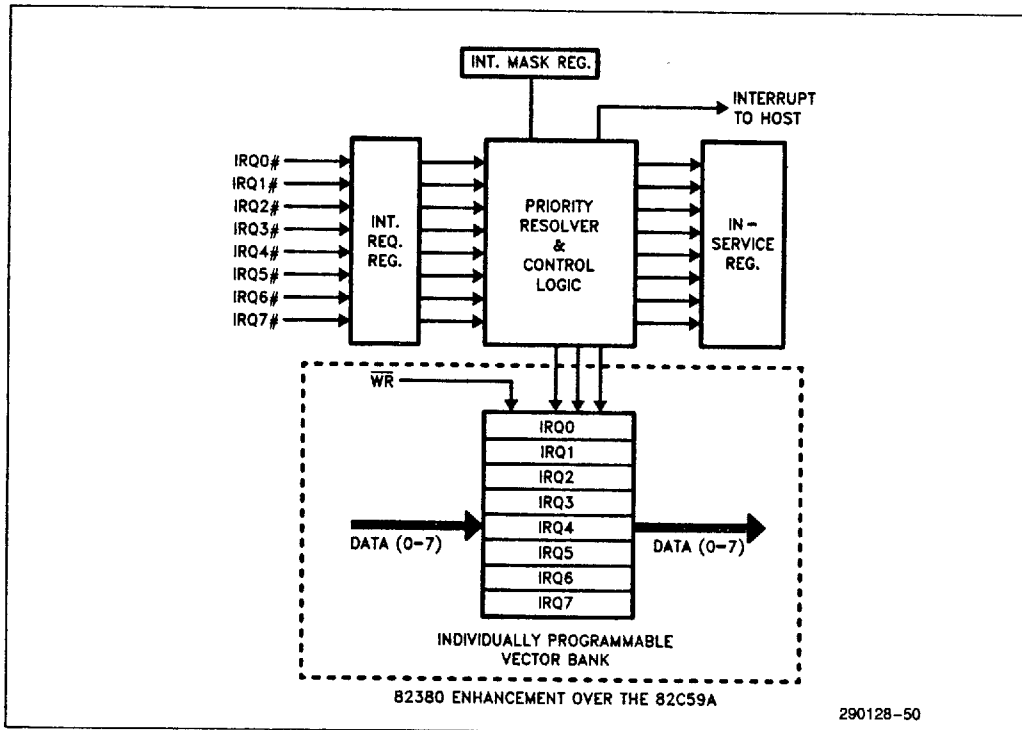 INT. MASK REG.
INTERRUPT
TO HOST
IRQ0#
IRQ1#
IRQ2#
IRQ3#
IRQ4#
IRQ5#
IRQ6#
IRQ7#
INT.
REQ.
REG.
PRIORITY
RESOLVER
&
CONTROL
LOGIC
IN-
SERVICE
REG.
WR
IRQ0
IRQ1
IRQ2
IRQ3
IRQ4
IRQ5
IRQ6
IRQ7
DATA (0-7)
DATA (0-7)
INDIVIDUALLY PROGRAMMABLE
VECTOR BANK
82380 ENHANCEMENT OVER THE 82C59A
290128-50